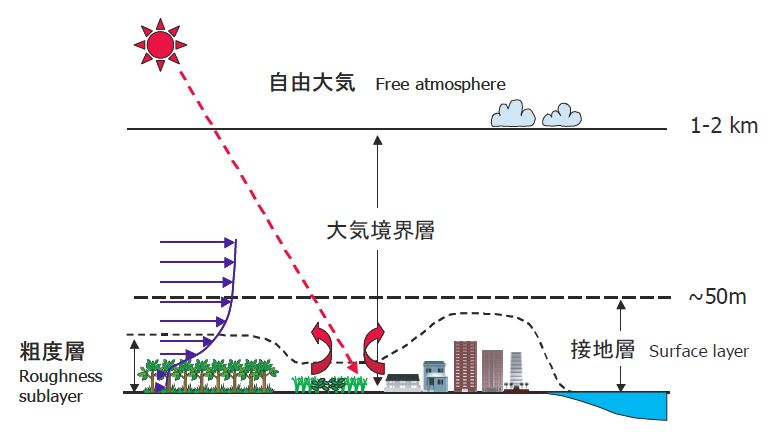 自由大気 Free atmosphere
1-2 km
大気境界層
~50m
粗度層
Roughness
sublayer
接地層 Surface layer